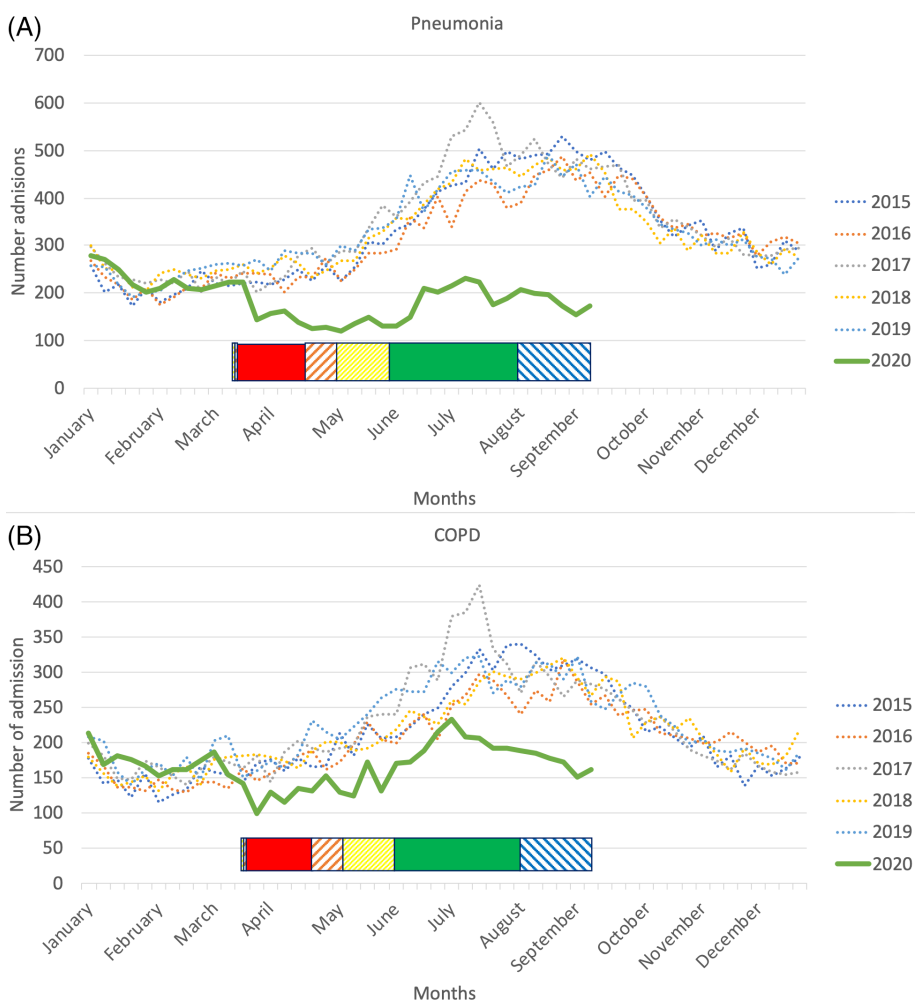 (A)
Pneumonia
Number adnisions
700
600
500
400
300
200
100
0
January
February
March
April
May
June
July
August
September
October
November
December
Months
2015
2016
2017
2018
2019
2020
(B)
COPD
Number of admission
450
400
350
300
250
200
150
100
50
0
January
February
March
April
May
June
July
August
September
October
November
December
Months
2015
2016
2017
2018
2019
2020